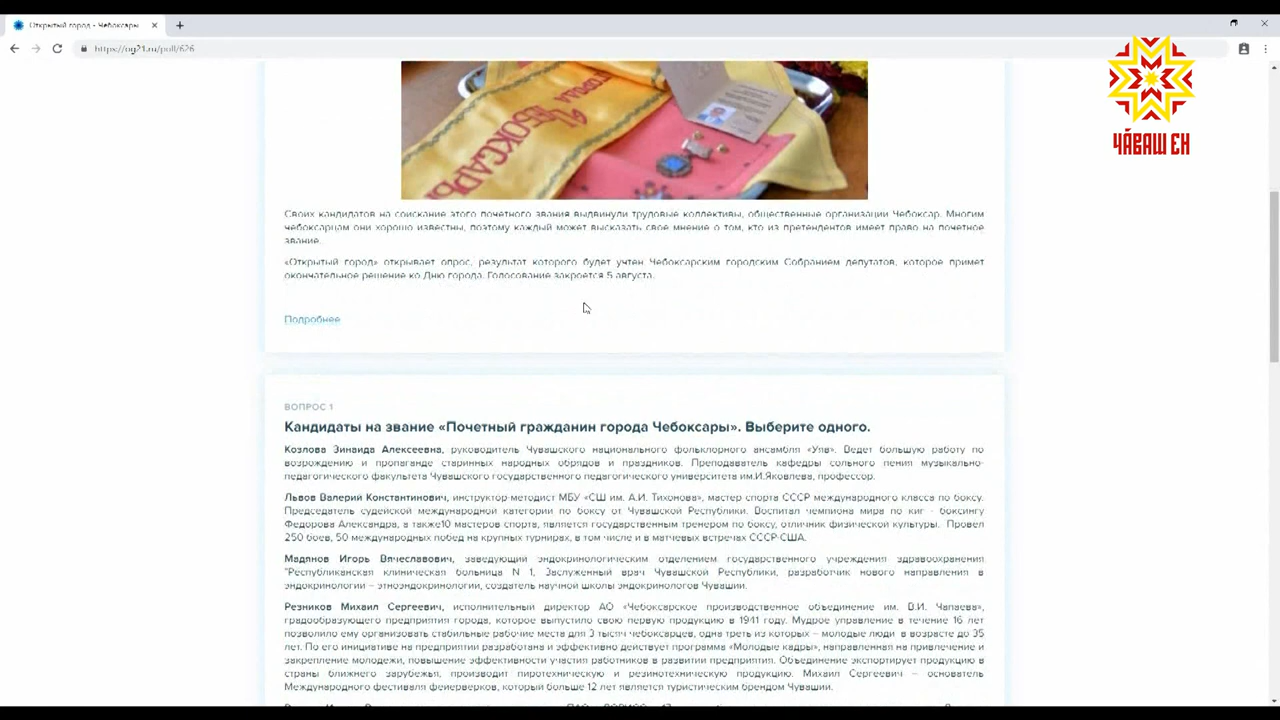 Открытый город - Чебоксары
https://og21.ru/poll/626
ЧӐВАШ ЕН
ГОРОДА
ЧЕБОКСАРЫ
Своих кандидатов на соискание этого почетного звания выдвинули трудовые коллективы, общественные организации Чебоксар. Многим
чебоксарцам они хорошо известны, поэтому каждый может высказать свое мнение о том, кто из претендентов имеет право на почетное
звание.
«Открытый город» открывает опрос, результат которого будет учтен Чебоксарским городским Собранием депутатов, которое примет
окончательное решение ко Дню города. Голосование закроется 5 августа.
Подробнее
ВОПРОС 1
Кандидаты на звание «Почетный гражданин города Чебоксары». Выберите одного.
Козлова Зинаида Алексеевна, руководитель Чувашского национального фольклорного ансамбля «Уяв». Ведет большую работу по
возрождению и пропаганде старинных народных обрядов и праздников. Преподаватель кафедры сольного пения музыкально-
педагогического факультета Чувашского государственного педагогического университета им.И.Яковлева, профессор.
Львов Валерий Константинович, инструктор-методист МБУ «СШ им. А.И. Тихонова», мастер спорта СССР международного класса по боксу.
Председатель судейской международной категории по боксу от Чувашской Республики. Воспитал чемпиона мира по киг - боксингу
Федорова Александра, а также10 мастеров спорта, является государственным тренером по боксу, отличник физической культуры. Провел
250 боев, 50 международных побед на крупных турнирах, в том числе и в матчевых встречах СССР-США.
Мадянов Игорь Вячеславович, заведующий эндокринологическим отделением государственного учреждения здравоохранения
"Республиканская клиническая больница N 1, Заслуженный врач Чувашской Республики, разработчик нового направления в
эндокринологии – этноэндокринологии, создатель научной школы эндокринологов Чувашии.
Резников Михаил Сергеевич, исполнительный директор АО «Чебоксарское производственное объединение им. В.И. Чапаева»,
градообразующего предприятия города, которое выпустило свою первую продукцию в 1941 году. Мудрое управление в течение 16 лет
позволило ему организовать стабильные рабочие места для 3 тысяч чебоксарцев, одна треть из которых – молодые люди в возрасте до 35
лет. По его инициативе на предприятии разработана и эффективно действует программа «Молодые кадры», направленная на привлечение и
закрепление молодежи, повышение эффективности участия работников в развитии предприятия. Объединение экспортирует продукцию в
страны ближнего зарубежья, производит пиротехническую и резинотехническую продукцию. Михаил Сергеевич – основатель
Международного фестиваля фейерверков, который больше 12 лет является туристическим брендом Чувашии.